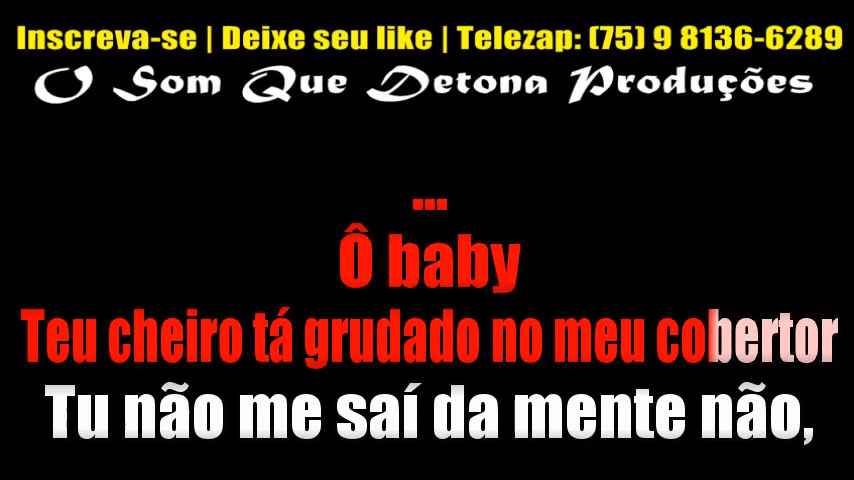 Inscreva-se | Deixe seu like | Telezap: (75) 9 8136-6289
O Som Que Detona Produções
...
Ô baby
Teu cheiro tá grudado no meu cobertor
Tu não me saí da mente não,